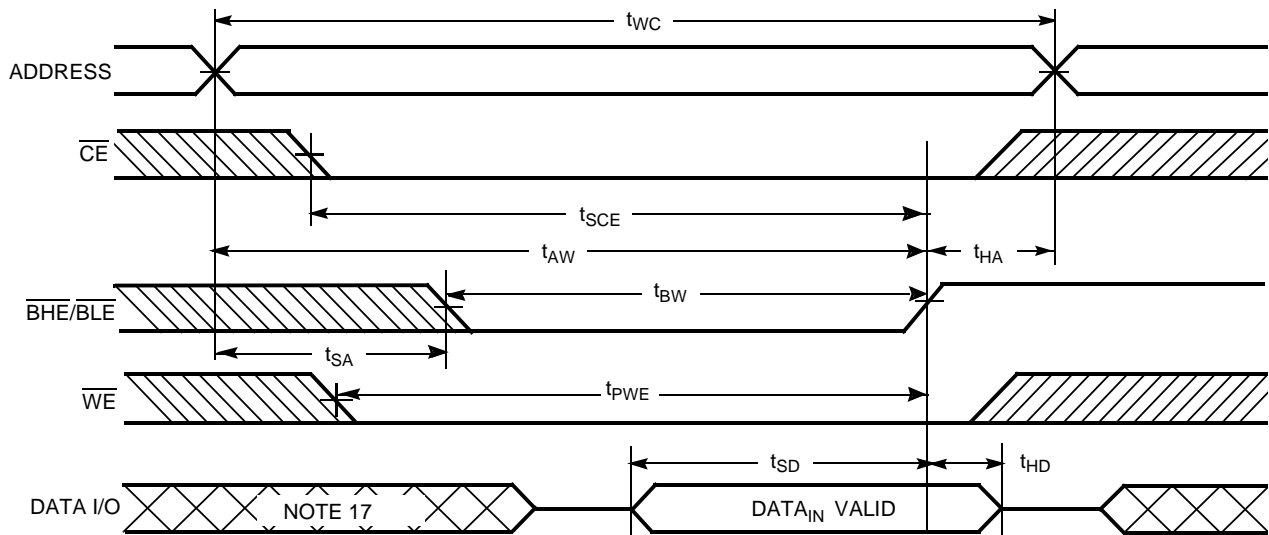 tWC
ADDRESS
CE
tSCE
tAW
tHA
BHE/BLE
tBW
tSA
WE
tPWE
tSD
tHD
DATA I/O
NOTE 17
DATAIN VALID